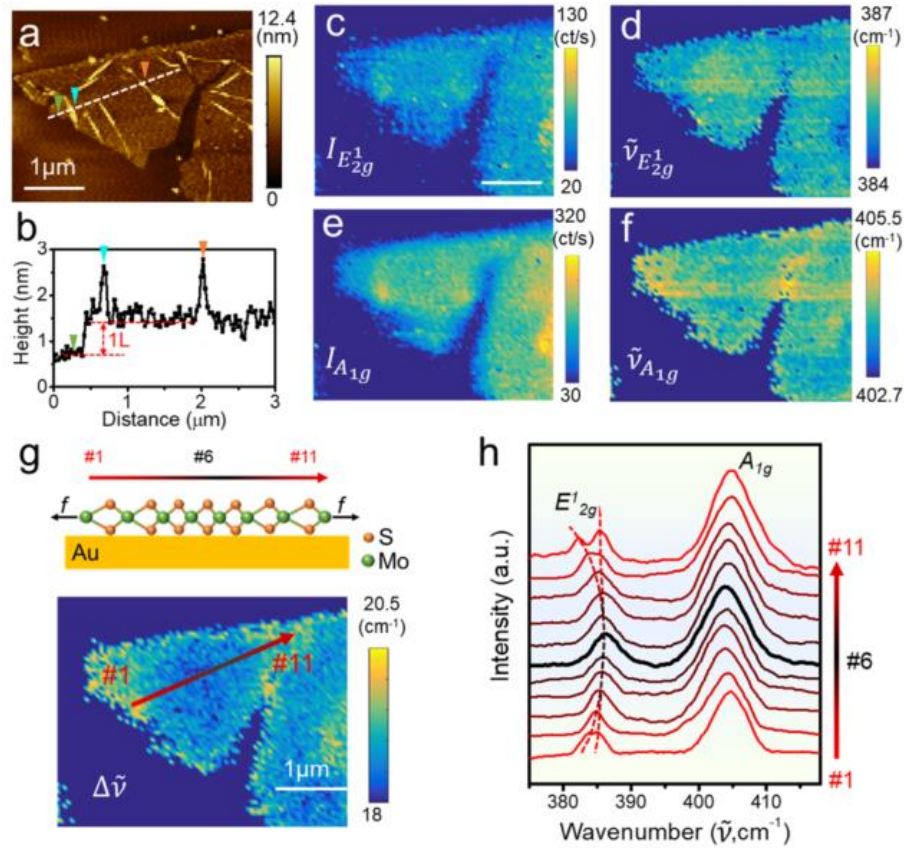 a
12.4
(nm)
0
1μm
b
Height (nm)
3
2
1
0
1L
0
1
2
3
Distance (μm)
c
130
(ct/s)
20
I_{E^1_{2g}}
d
387
(cm⁻¹)
384
ṽ_{E^1_{2g}}
e
320
(ct/s)
30
I_{A_{1g}}
f
405.5
(cm⁻¹)
402.7
ṽ_{A_{1g}}
g
#1 #6 #11
f f
S
Mo
Au
20.5
(cm⁻¹)
18
#1
#11
1μm
Δṽ
h
A_{1g}
E^1_{2g}
#11
#6
#1
Intensity (a.u.)
380 390 400 410
Wavenumber (ṽ,cm⁻¹)